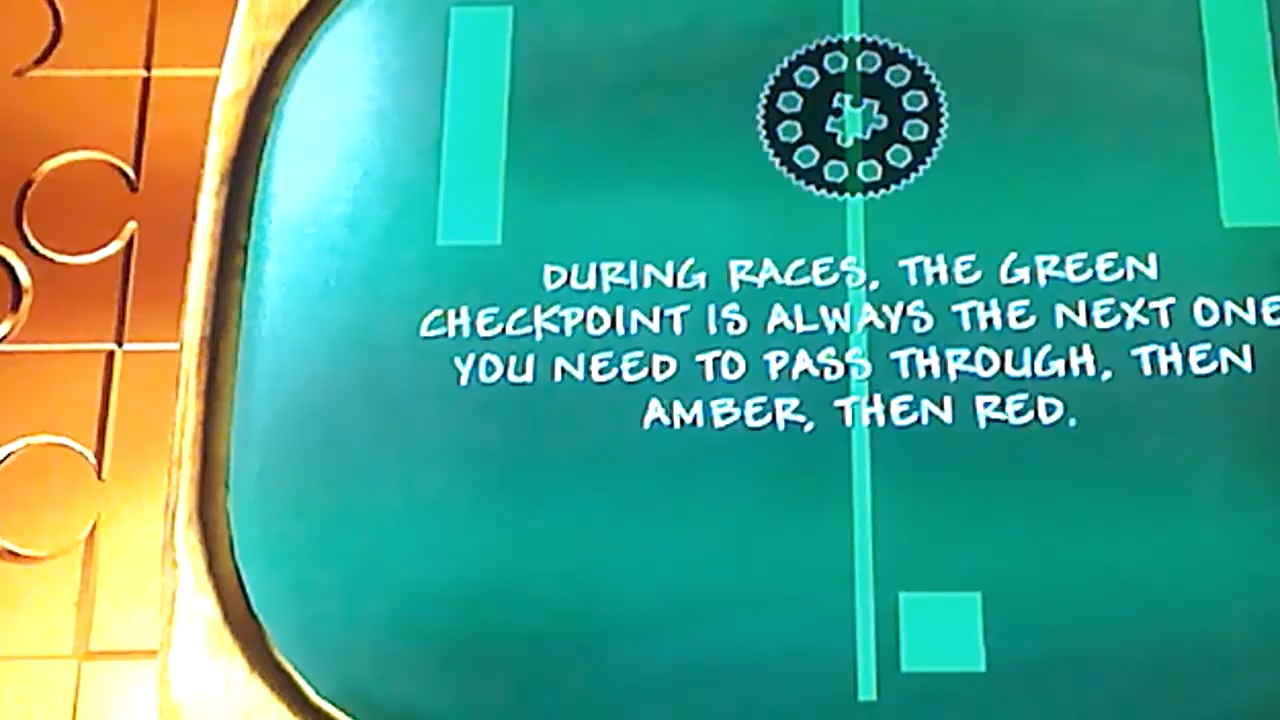 DURING RACES, THE GREEN
CHECKPOINT IS ALWAYS THE NEXT ONE
YOU NEED TO PASS THROUGH, THEN
AMBER, THEN RED.